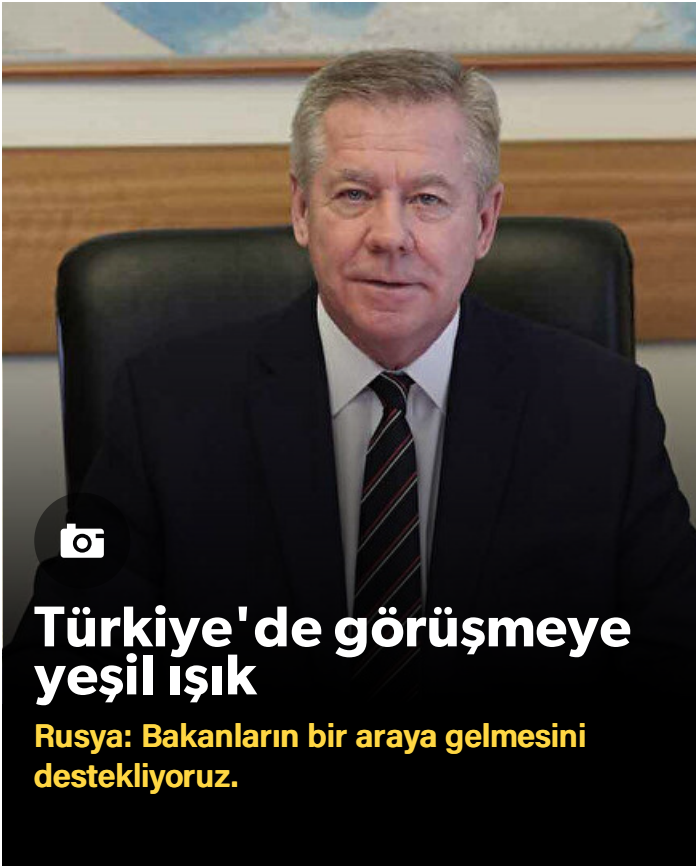 Türkiye'de görüşmeye
yeşil ışık
Rusya: Bakanların bir araya gelmesini
destekliyoruz.